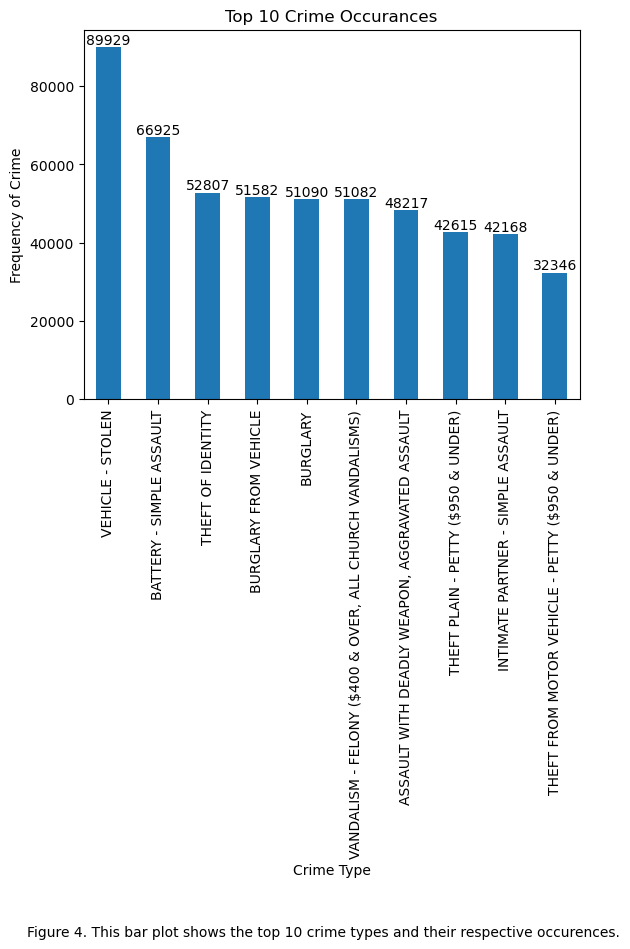 Top 10 Crime Occurances
Frequency of Crime
80000
60000
40000
20000
0
89929
66925
52807
51582
51090
51082
48217
42615
42168
32346
VEHICLE - STOLEN
BATTERY - SIMPLE ASSAULT
THEFT OF IDENTITY
BURGLARY FROM VEHICLE
BURGLARY
VANDALISM - FELONY ($400 & OVER, ALL CHURCH VANDALISMS)
ASSAULT WITH DEADLY WEAPON, AGGRAVATED ASSAULT
THEFT PLAIN - PETTY ($950 & UNDER)
INTIMATE PARTNER - SIMPLE ASSAULT
THEFT FROM MOTOR VEHICLE - PETTY ($950 & UNDER)
Crime Type
Figure 4. This bar plot shows the top 10 crime types and their respective occurences.